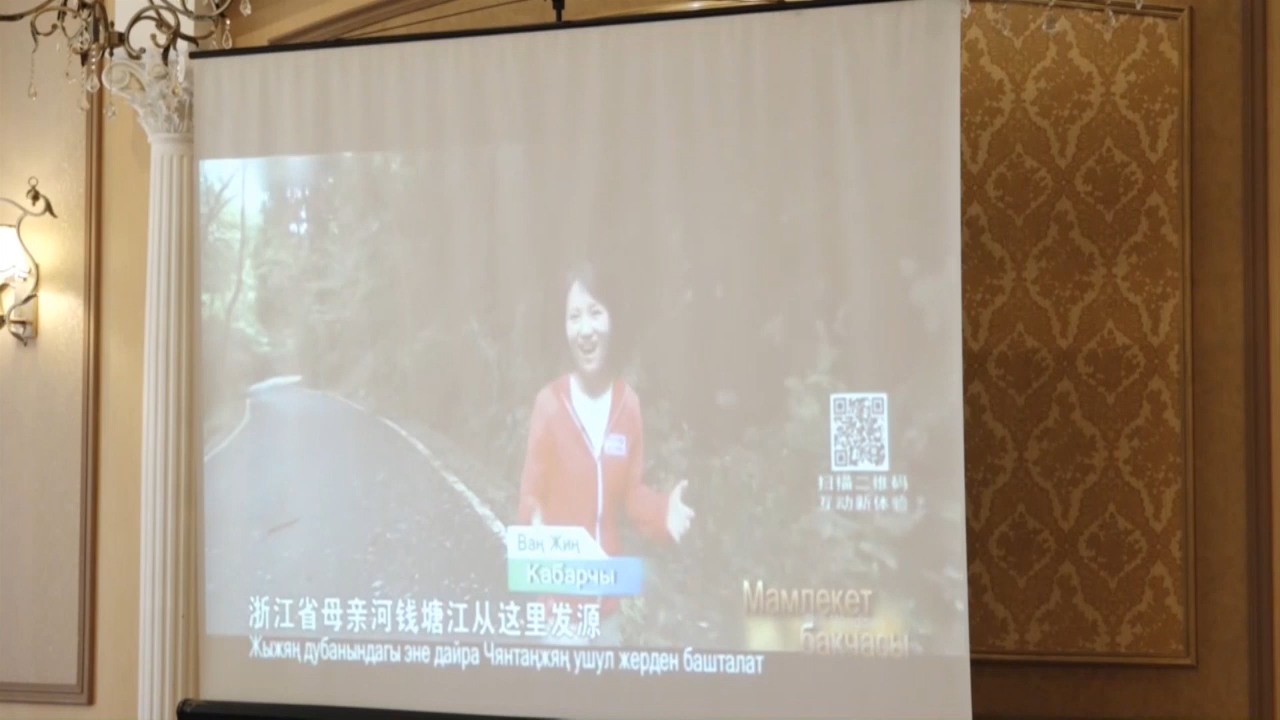 扫描二维码
互动新体验
Ваң Жиң
Кабарчы
Мамлекет
бакчасы
浙江省母亲河钱塘江从这里发源
Жыжяң дубанындагы эне дайра Чянтаңжяң ушул жерден башталат